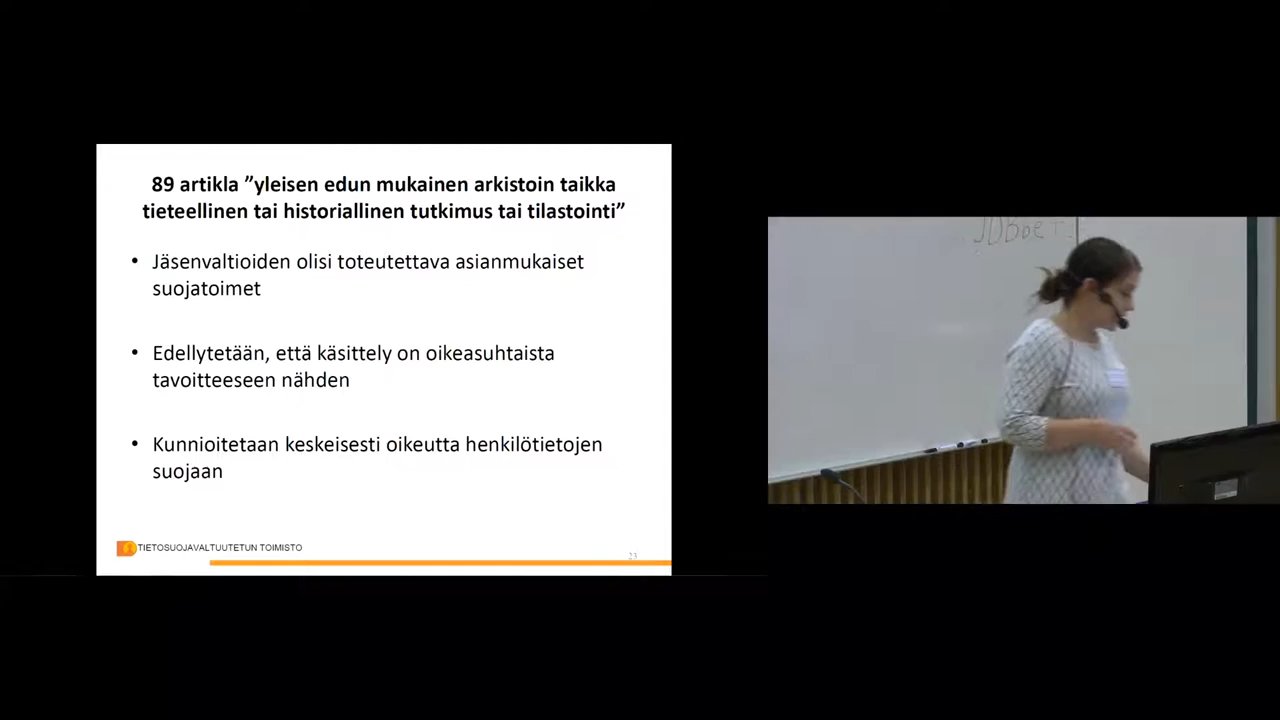 89 artikla ”yleisen edun mukainen arkistoin taikka
tieteellinen tai historiallinen tutkimus tai tilastointi”
• Jäsenvaltioiden olisi toteutettava asianmukaiset
suojatoimet
• Edellytetään, että käsittely on oikeasuhtaista
tavoitteeseen nähden
• Kunnioitetaan keskeisesti oikeutta henkilötietojen
suojaan
TIETOSUOJAVALTUUTETUN TOIMISTO
23